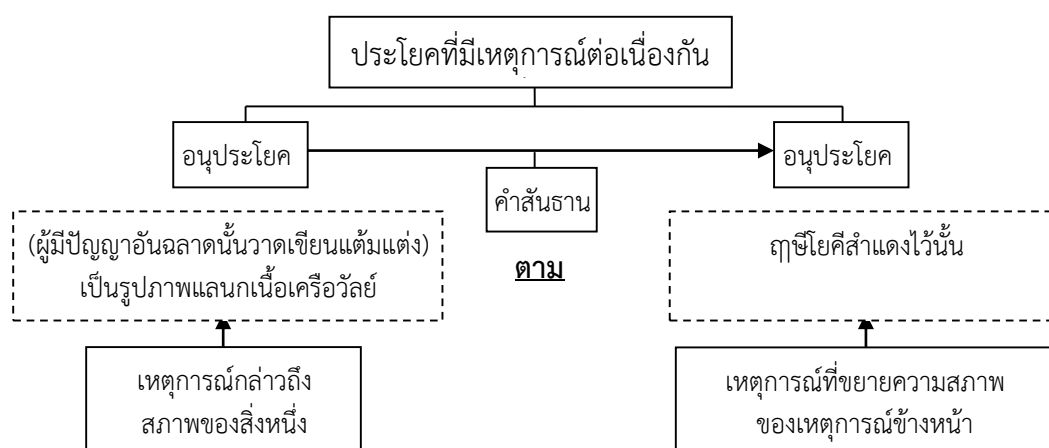 ประโยคที่มีเหตุการณ์ต่อเนื่องกัน
อนุประโยค
อนุประโยค
คำสันธาน
(ผู้มีปัญญาอันฉลาดนั้นวาดเขียนแต้มแต่ง)
เป็นรูปภาพแลนกเนื้อเครือวัลย์
ตาม
ฤๅษีโยคีสำแดงไว้นั้น
เหตุการณ์กล่าวถึง
สภาพของสิ่งหนึ่ง
เหตุการณ์ที่ขยายความสภาพ
ของเหตุการณ์ข้างหน้า